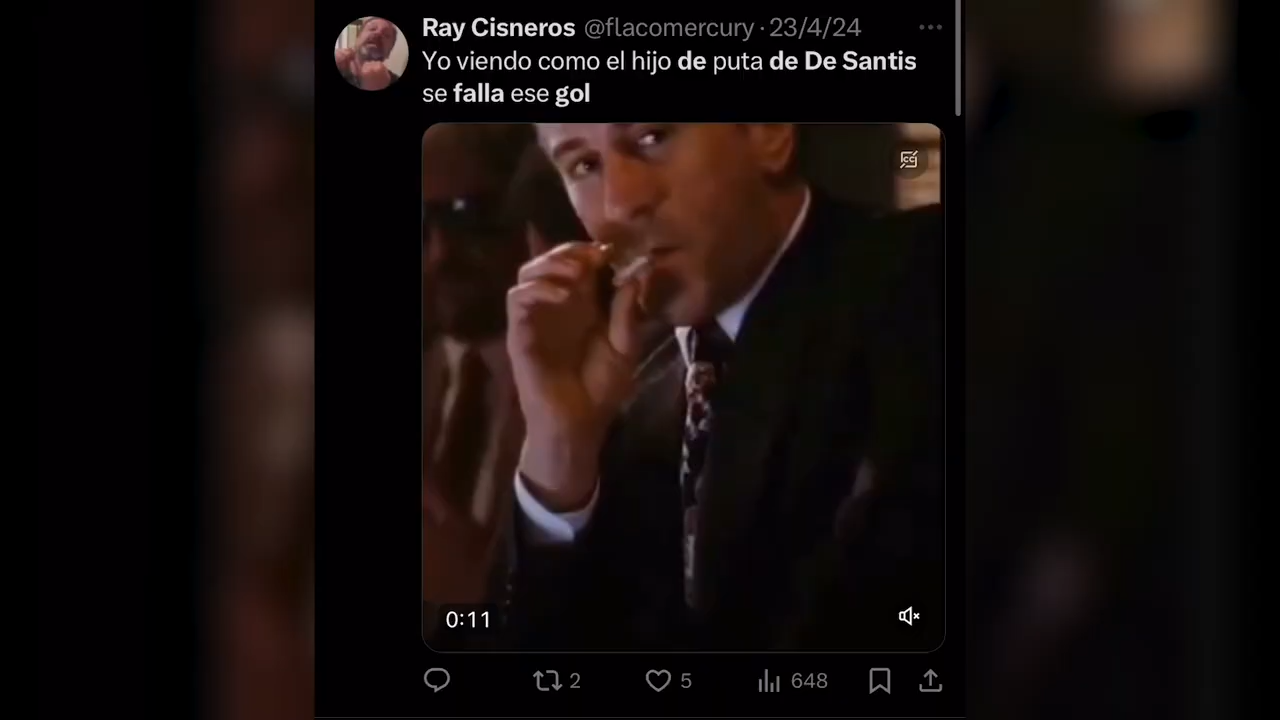 Ray Cisneros @flacomercury · 23/4/24
Yo viendo como el hijo de puta de De Santis
se falla ese gol
CC
0:11
2 5 648